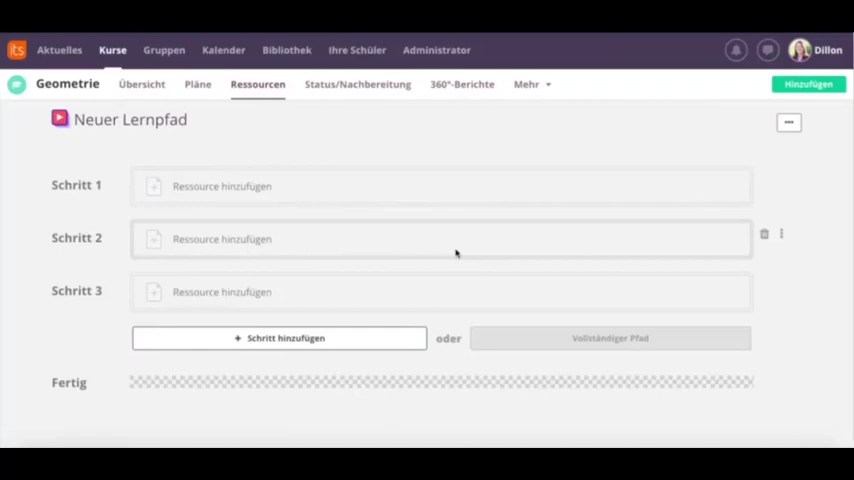 its Aktuelles Kurse Gruppen Kalender Bibliothek Ihre Schüler Administrator Dillon
Geometrie Übersicht Pläne Ressourcen Status/Nachbereitung 360°-Berichte Mehr Hinzufügen
Neuer Lernpfad
Schritt 1 Ressource hinzufügen
Schritt 2 Ressource hinzufügen
Schritt 3 Ressource hinzufügen
+ Schritt hinzufügen oder Vollständiger Pfad
Fertig